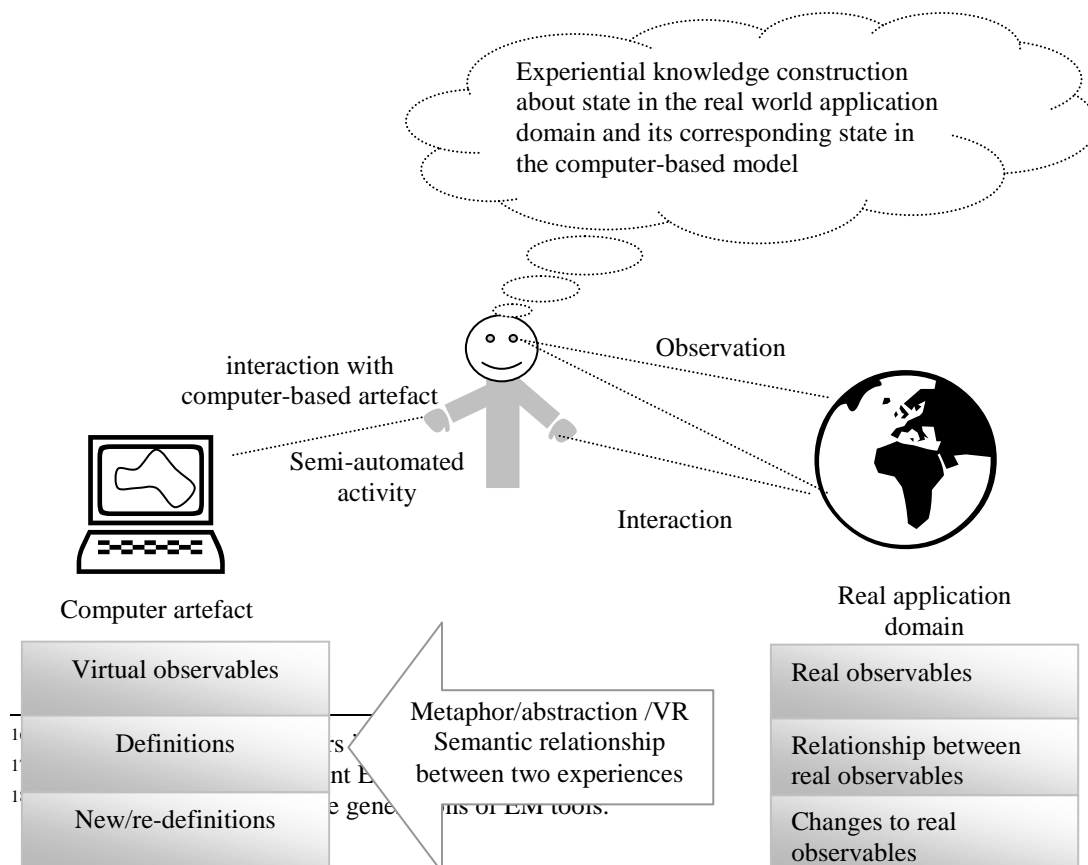 Experiential knowledge construction
about state in the real world application
domain and its corresponding state in
the computer-based model
Observation
interaction with
computer-based artefact
Semi-automated
activity
Interaction
Computer artefact
Real application
domain
Virtual observables
Definitions
New/re-definitions
Metaphor/abstraction /VR
Semantic relationship
between two experiences
Real observables
Relationship between
real observables
Changes to real
observables
of EM tools.